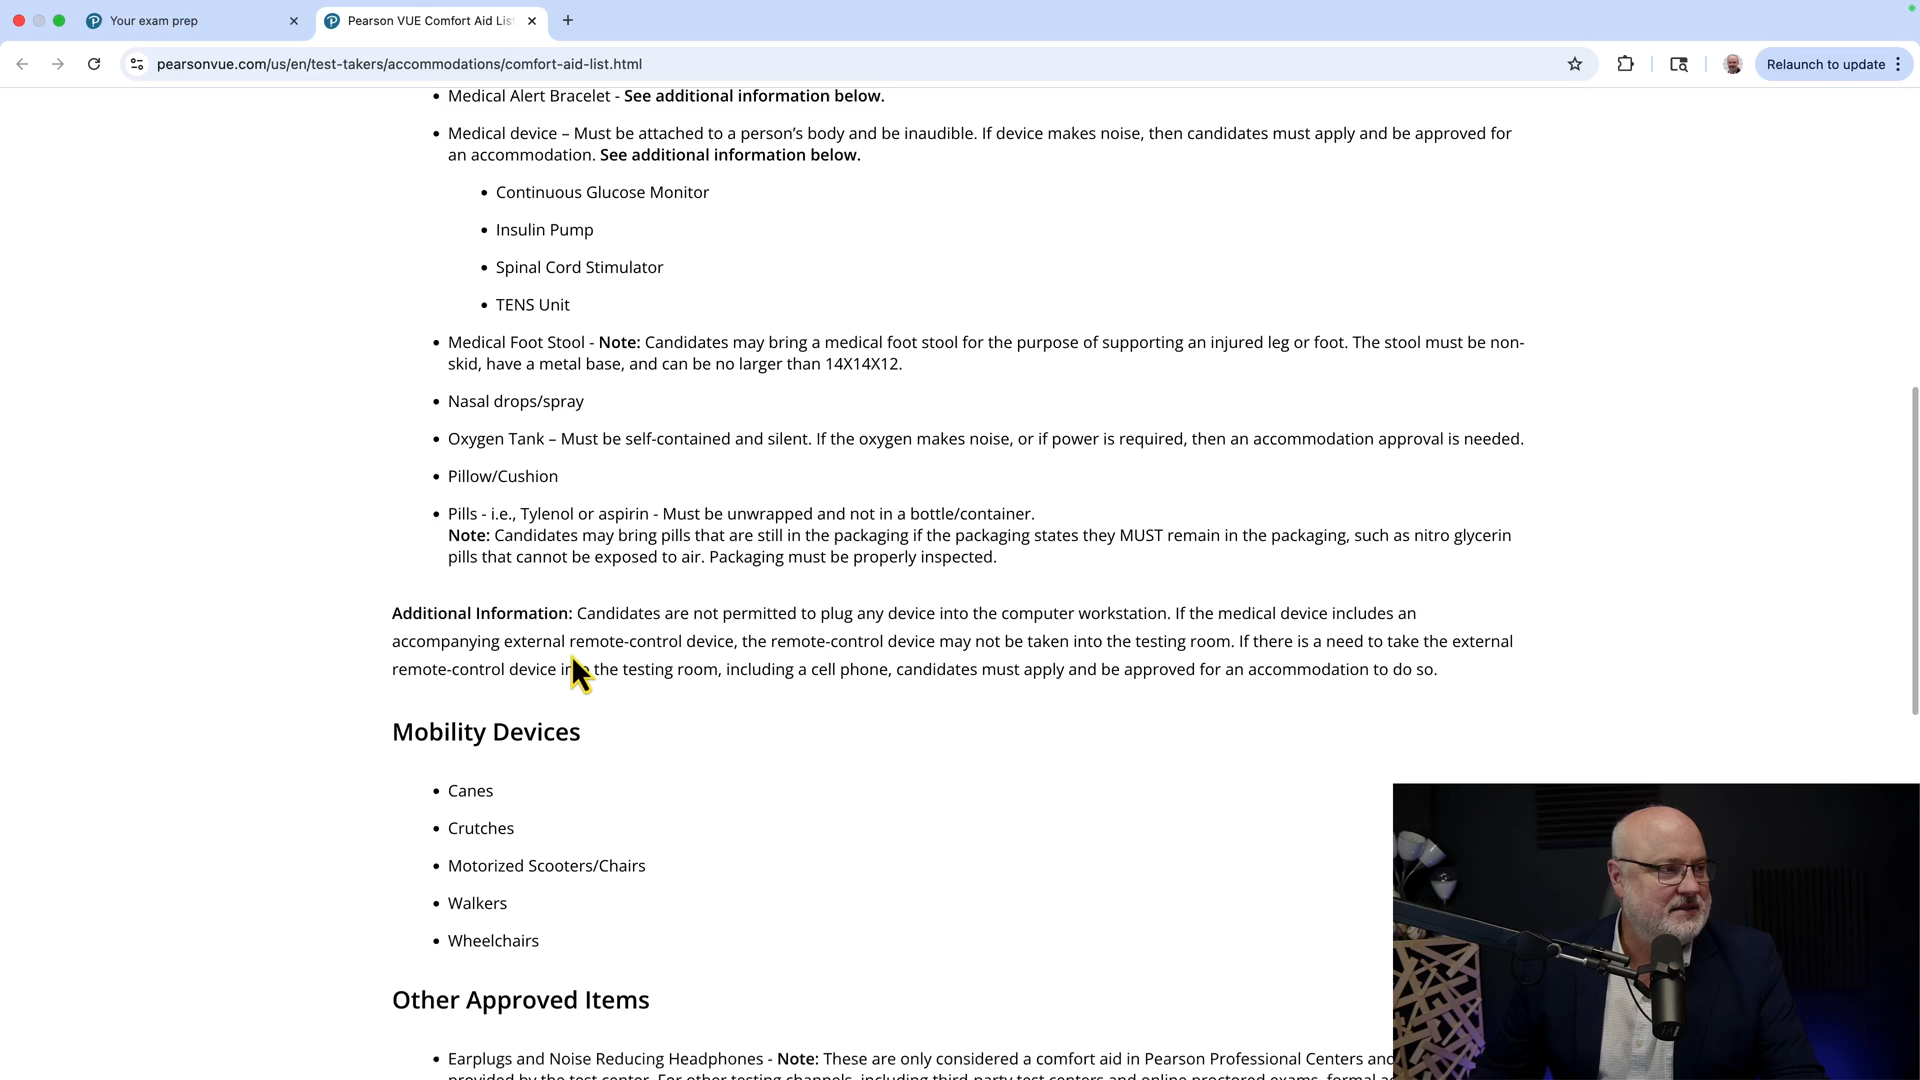 Your exam prep
Pearson VUE Comfort Aid Lis
pearsonvue.com/us/en/test-takers/accommodations/comfort-aid-list.html
Relaunch to update
• Medical Alert Bracelet - See additional information below.
• Medical device – Must be attached to a person’s body and be inaudible. If device makes noise, then candidates must apply and be approved for
an accommodation. See additional information below.
• Continuous Glucose Monitor
• Insulin Pump
• Spinal Cord Stimulator
• TENS Unit
• Medical Foot Stool - Note: Candidates may bring a medical foot stool for the purpose of supporting an injured leg or foot. The stool must be non-
skid, have a metal base, and can be no larger than 14X14X12.
• Nasal drops/spray
• Oxygen Tank – Must be self-contained and silent. If the oxygen makes noise, or if power is required, then an accommodation approval is needed.
• Pillow/Cushion
• Pills - i.e., Tylenol or aspirin - Must be unwrapped and not in a bottle/container.
Note: Candidates may bring pills that are still in the packaging if the packaging states they MUST remain in the packaging, such as nitro glycerin
pills that cannot be exposed to air. Packaging must be properly inspected.
Additional Information: Candidates are not permitted to plug any device into the computer workstation. If the medical device includes an
accompanying external remote-control device, the remote-control device may not be taken into the testing room. If there is a need to take the external
remote-control device into the testing room, including a cell phone, candidates must apply and be approved for an accommodation to do so.
Mobility Devices
• Canes
• Crutches
• Motorized Scooters/Chairs
• Walkers
• Wheelchairs
Other Approved Items
• Earplugs and Noise Reducing Headphones - Note: These are only considered a comfort aid in Pearson Professional Centers and
provided by the test center. For other testing channels, including third-party test centers and online proctored exams, formal